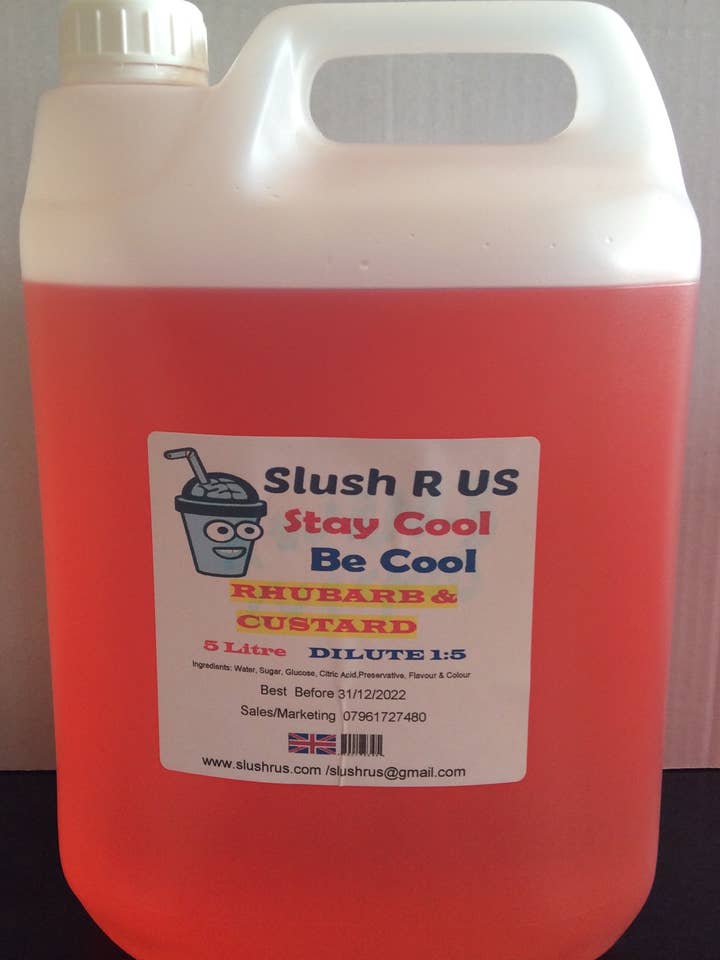 Slush R US
Stay Cool
Be Cool
RHUBARB &
CUSTARD
5 Litre DILUTE 1:5
Ingredients: Water, Sugar, Glucose, Citric Acid,Preservative, Flavour & Colour
Best Before 31/12/2022
Sales/Marketing 07961727480
www.slushrus.com /slushrus@gmail.com